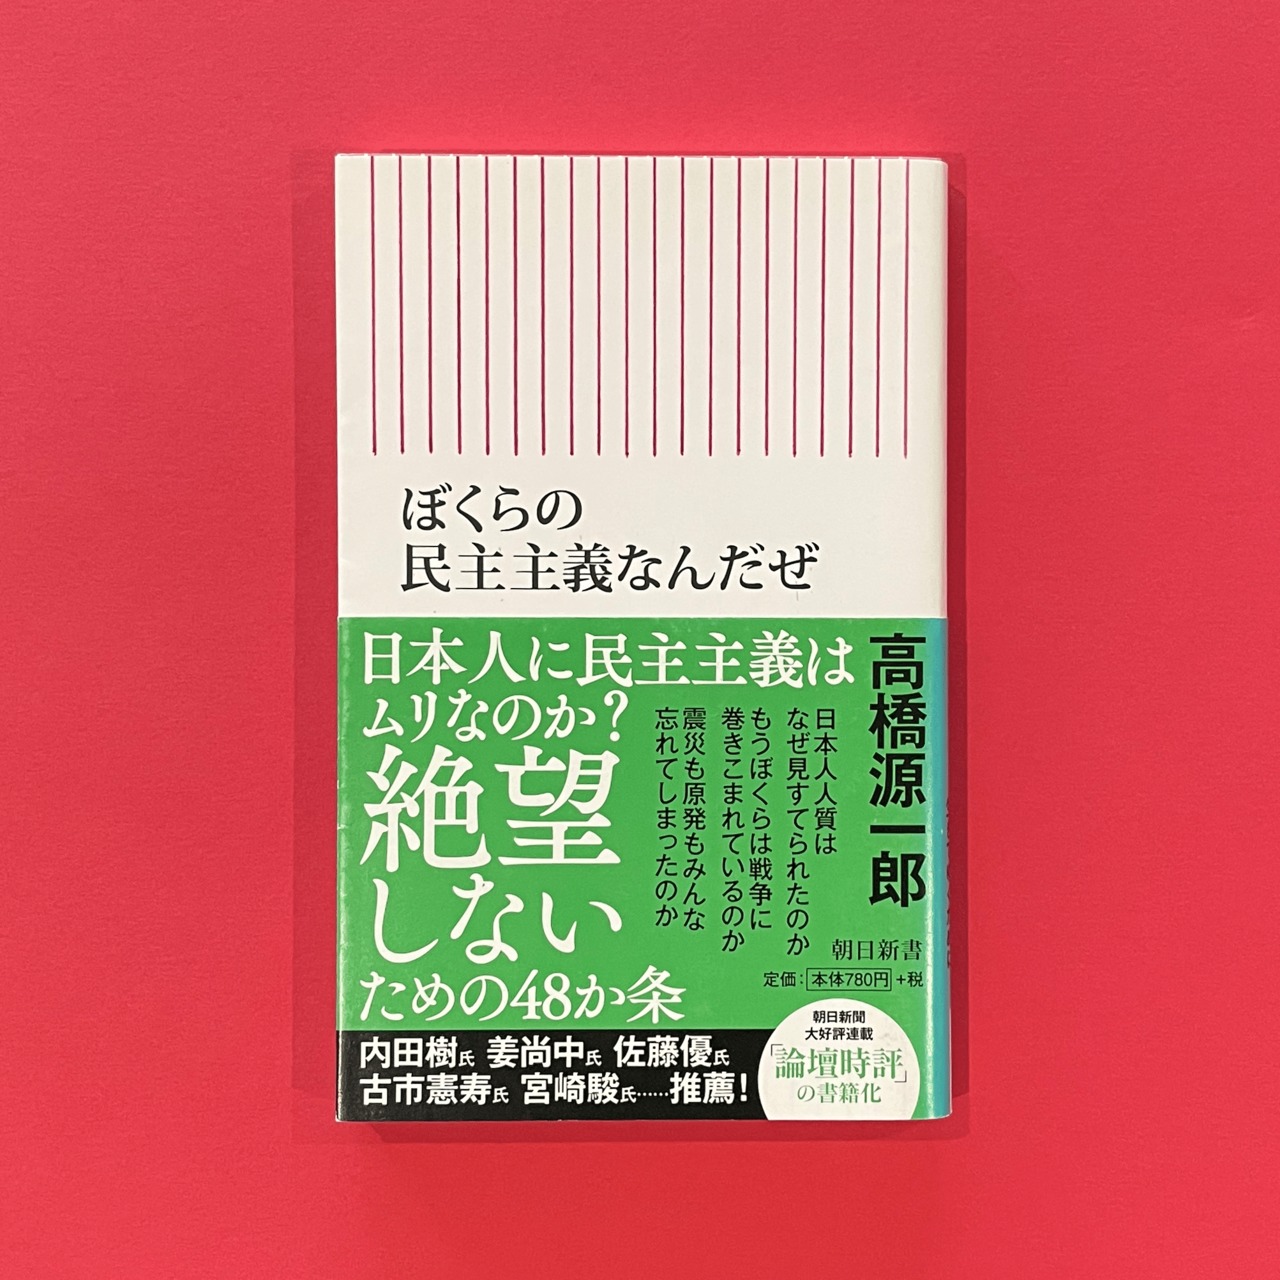 ぼくらの
民主主義なんだぜ
日本人に民主主義は
ムリなのか?
絶望
しない
ための48か条
高橋源一郎
日本人人質は
なぜ見すてられたのか
もうぼくらは戦争に
巻きこまれているのか
震災も原発もみんな
忘れてしまったのか
朝日新書
定価:本体780円+税
朝日新聞
大好評連載
「論壇時評」
の書籍化
内田樹氏 姜尚中氏 佐藤優氏
古市憲寿氏 宮崎駿氏……推薦!